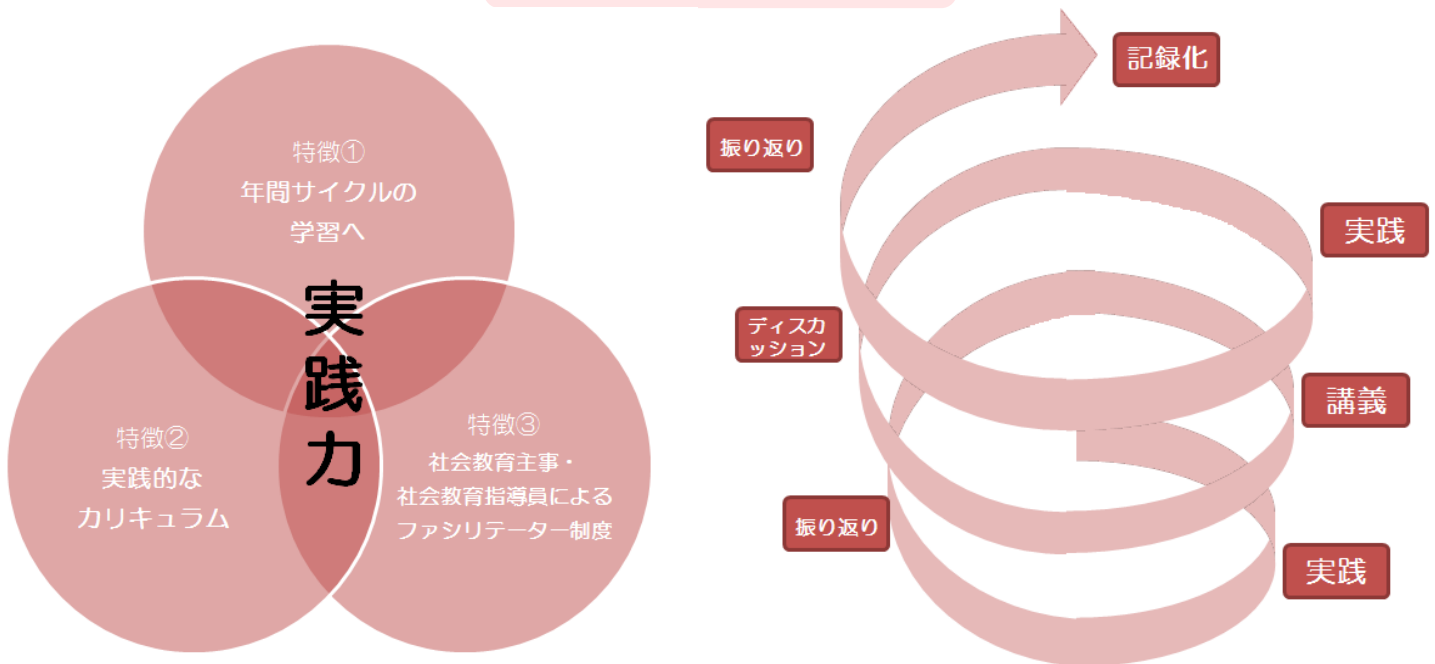 特徴①
年間サイクルの
学習へ
実践力
特徴②
実践的な
カリキュラム
特徴③
社会教育主事・
社会教育指導員による
ファシリテーター制度
記録化
振り返り
実践
ディスカ
ッション
講義
振り返り
実践